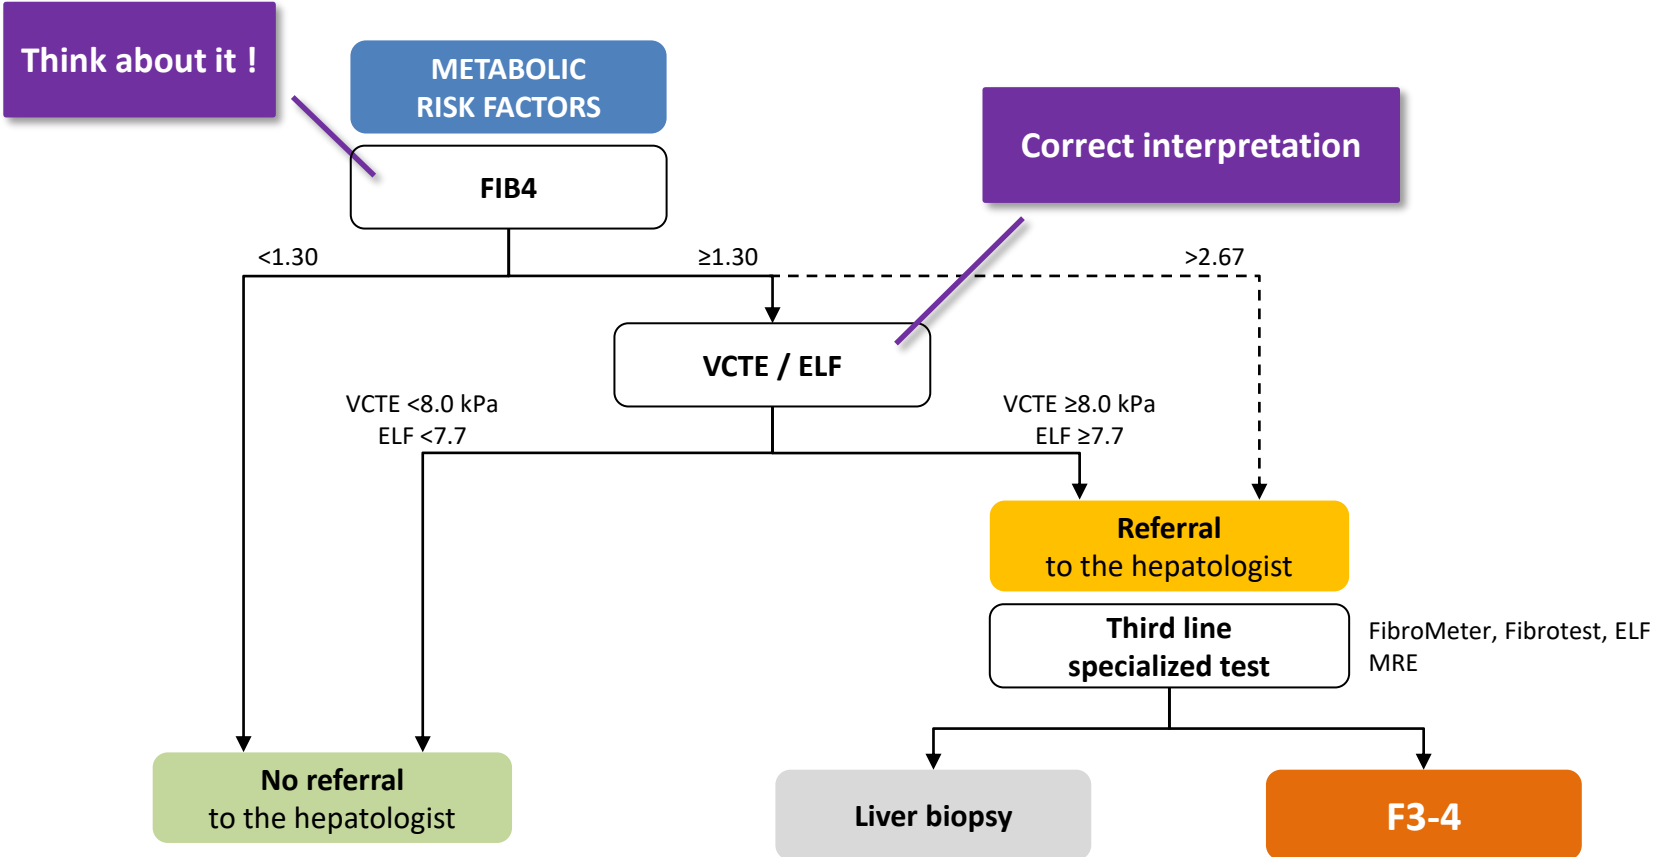 Think about it !
METABOLIC
RISK FACTORS
Correct interpretation
FIB4
<1.30
≥1.30
>2.67
VCTE / ELF
VCTE <8.0 kPa
ELF <7.7
VCTE ≥8.0 kPa
ELF ≥7.7
Referral
to the hepatologist
Third line
specialized test
FibroMeter, Fibrotest, ELF
MRE
No referral
to the hepatologist
Liver biopsy
F3-4